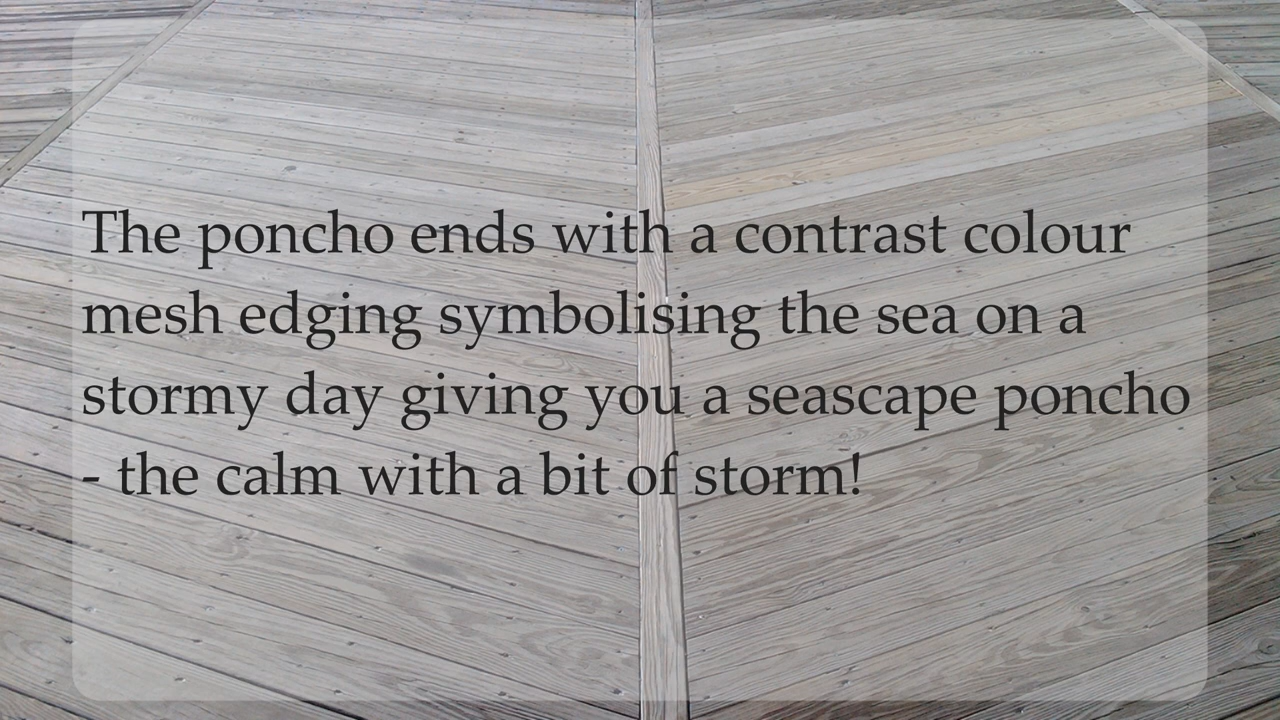 The poncho ends with a contrast colour
mesh edging symbolising the sea on a
stormy day giving you a seascape poncho
- the calm with a bit of storm!